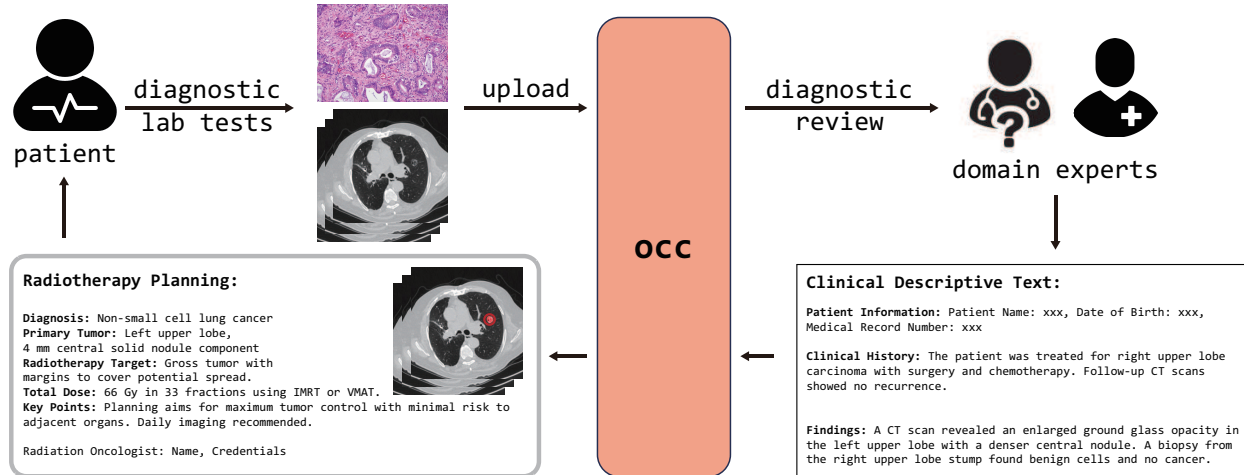 patient
diagnostic
lab tests
upload
OCC
diagnostic
review
domain experts
Clinical Descriptive Text:
Patient Information: Patient Name: xxx, Date of Birth: xxx,
Medical Record Number: xxx
Clinical History: The patient was treated for right upper lobe
carcinoma with surgery and chemotherapy. Follow-up CT scans
showed no recurrence.
Findings: A CT scan revealed an enlarged ground glass opacity in
the left upper lobe with a denser central nodule. A biopsy from
the right upper lobe stump found benign cells and no cancer.
Radiotherapy Planning:
Diagnosis: Non-small cell lung cancer
Primary Tumor: Left upper lobe,
4 mm central solid nodule component
Radiotherapy Target: Gross tumor with
margins to cover potential spread.
Total Dose: 66 Gy in 33 fractions using IMRT or VMAT.
Key Points: Planning aims for maximum tumor control with minimal risk to
adjacent organs. Daily imaging recommended.
Radiation Oncologist: Name, Credentials